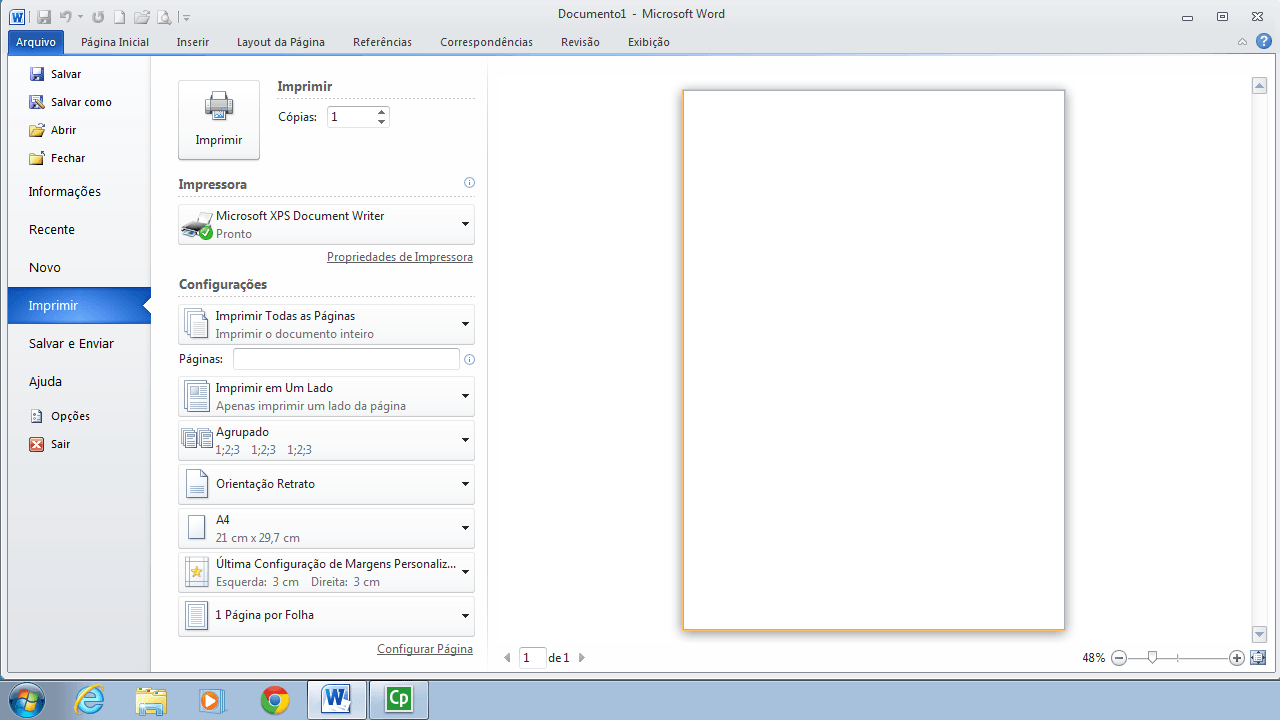 Documento1 - Microsoft Word
Arquivo Página Inicial Inserir Layout da Página Referências Correspondências Revisão Exibição
Salvar
Salvar como
Abrir
Fechar
Informações
Recente
Novo
Imprimir
Salvar e Enviar
Ajuda
Opções
Sair
Imprimir
Imprimir
Cópias: 1
Impressora
Microsoft XPS Document Writer
Pronto
Propriedades de Impressora
Configurações
Imprimir Todas as Páginas
Imprimir o documento inteiro
Páginas:
Imprimir em Um Lado
Apenas imprimir um lado da página
Agrupado
1;2;3 1;2;3 1;2;3
Orientação Retrato
A4
21 cm x 29,7 cm
Última Configuração de Margens Personaliz...
Esquerda: 3 cm Direita: 3 cm
1 Página por Folha
Configurar Página
1 de 1
48%
Cp